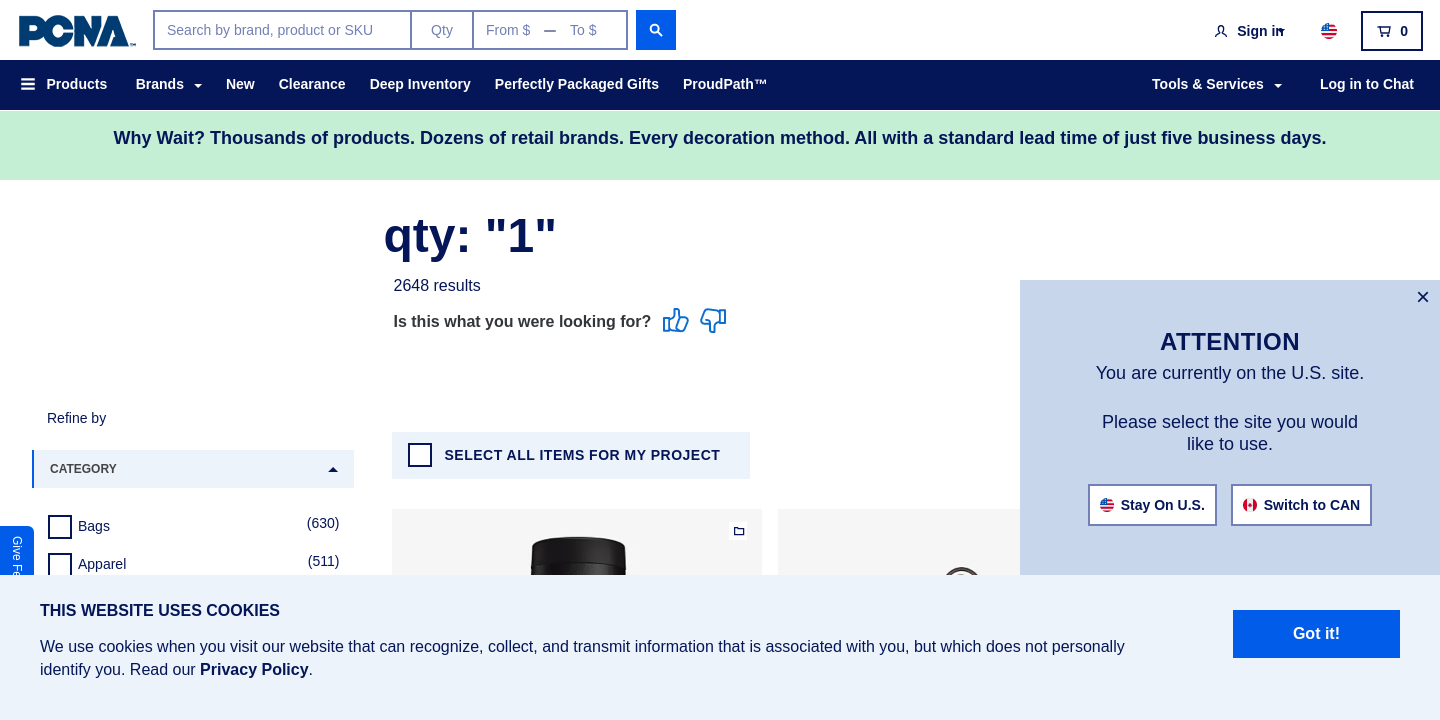 PCNA™
Search by brand, product or SKU
Qty
From $ — To $
Sign in
0
Products
Brands
New
Clearance
Deep Inventory
Perfectly Packaged Gifts
ProudPath™
Tools & Services
Log in to Chat
Why Wait? Thousands of products. Dozens of retail brands. Every decoration method. All with a standard lead time of just five business days.
qty: "1"
2648 results
Is this what you were looking for?
Refine by
CATEGORY
Bags (630)
Apparel (511)
SELECT ALL ITEMS FOR MY PROJECT
Give Fe
×
ATTENTION
You are currently on the U.S. site.
Please select the site you would
like to use.
Stay On U.S.
Switch to CAN
THIS WEBSITE USES COOKIES
We use cookies when you visit our website that can recognize, collect, and transmit information that is associated with you, but which does not personally
identify you. Read our Privacy Policy.
Got it!